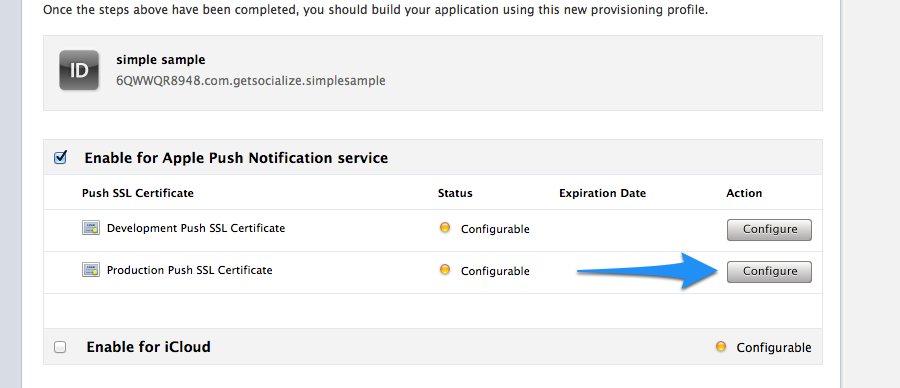 Once the steps above have been completed, you should build your application using this new provisioning profile.
ID
simple sample
6QWWQR8948.com.getsocialize.simplesample
Enable for Apple Push Notification service
Push SSL Certificate Status Expiration Date Action
Development Push SSL Certificate Configurable Configure
Production Push SSL Certificate Configurable Configure
Enable for iCloud Configurable